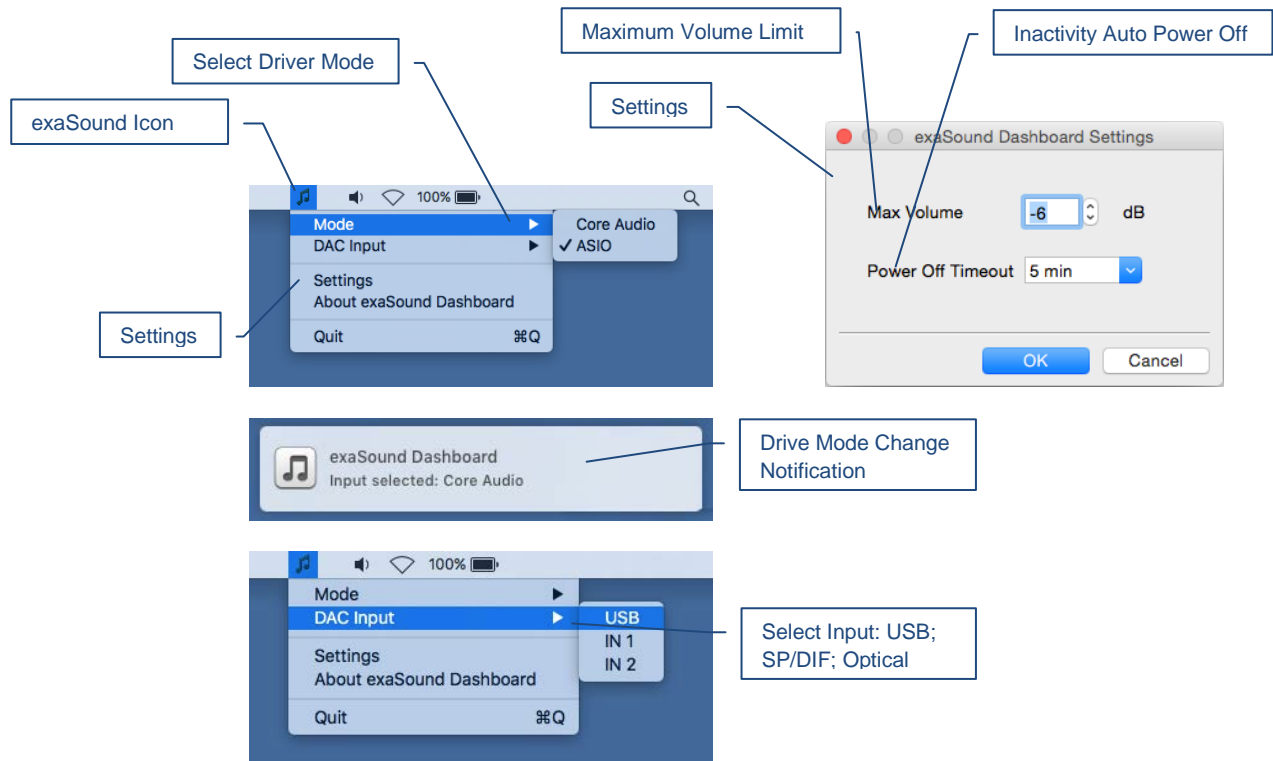 Maximum Volume Limit
Inactivity Auto Power Off
Select Driver Mode
Settings
exaSound Icon
exaSound Dashboard Settings
Max Volume -6 dB
Power Off Timeout 5 min
OK Cancel
100%
Mode
Core Audio
DAC Input
✓ ASIO
Settings
About exaSound Dashboard
Quit ⌘Q
Settings
exaSound Dashboard
Input selected: Core Audio
Drive Mode Change
Notification
100%
Mode
DAC Input
USB
IN 1
IN 2
Settings
About exaSound Dashboard
Quit ⌘Q
Select Input: USB;
SP/DIF; Optical